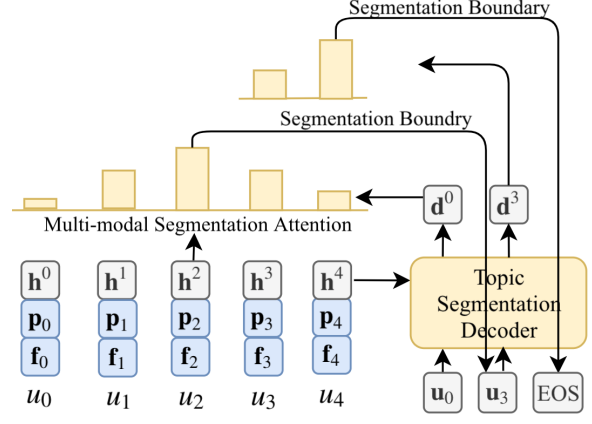 Segmentation Boundary
Segmentation Boundry
d⁰ d³
Multi-modal Segmentation Attention
h⁰ h¹ h² h³ h⁴
Topic
Segmentation
Decoder
p₀ p₁ p₂ p₃ p₄
f₀ f₁ f₂ f₃ f₄
u₀ u₃ EOS
u₀ u₁ u₂ u₃ u₄